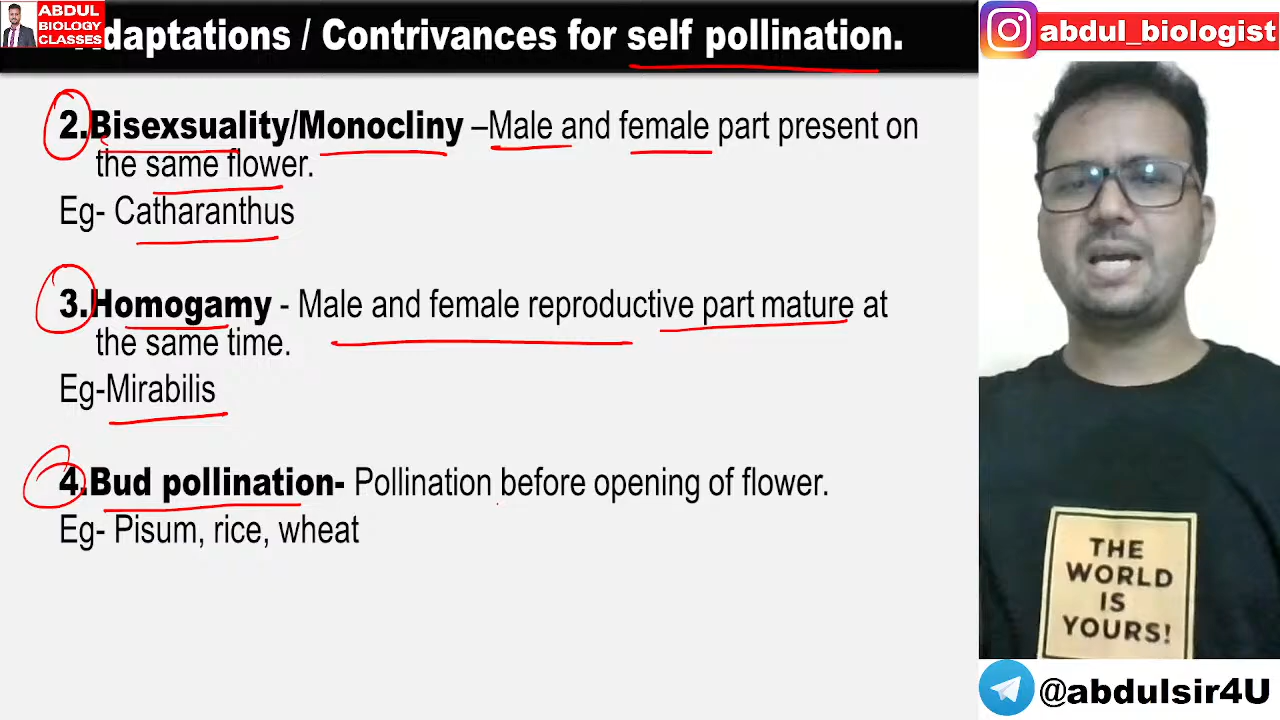 ABDUL
BIOLOGY
CLASSES
daptations / Contrivances for self pollination.
abdul_biologist
2.Bisexsuality/Monocliny –Male and female part present on
the same flower.
Eg- Catharanthus
3.Homogamy - Male and female reproductive part mature at
the same time.
Eg-Mirabilis
4.Bud pollination- Pollination before opening of flower.
Eg- Pisum, rice, wheat
THE
WORLD
IS
YOURS!
@abdulsir4U